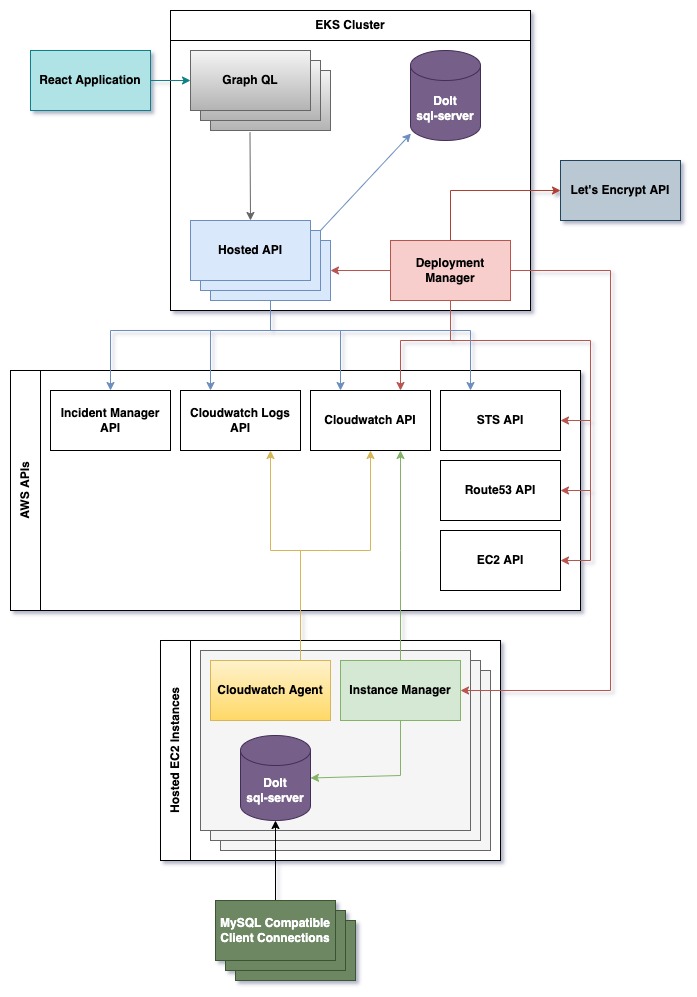 EKS Cluster
React Application
Graph QL
Dolt
sql-server
Let's Encrypt API
Hosted API
Deployment
Manager
AWS APIs
Incident Manager
API
Cloudwatch Logs
API
Cloudwatch API
STS API
Route53 API
EC2 API
Hosted EC2 Instances
Cloudwatch Agent
Instance Manager
Dolt
sql-server
MySQL Compatible
Client Connections